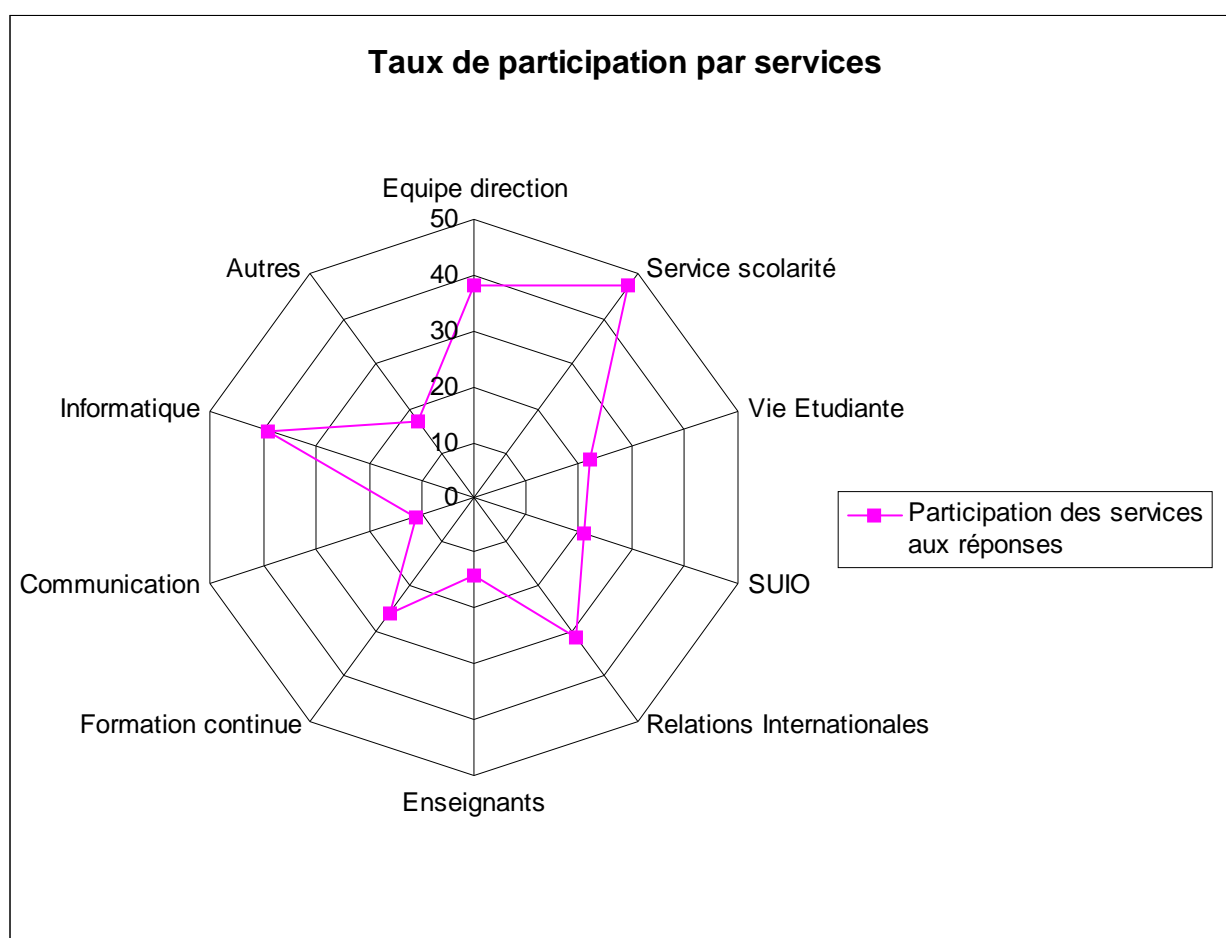 Taux de participation par services
Equipe direction
50
40
30
20
10
0
Service scolarité
Vie Etudiante
SUIO
Relations Internationales
Enseignants
Formation continue
Communication
Informatique
Autres
Participation des services
aux réponses